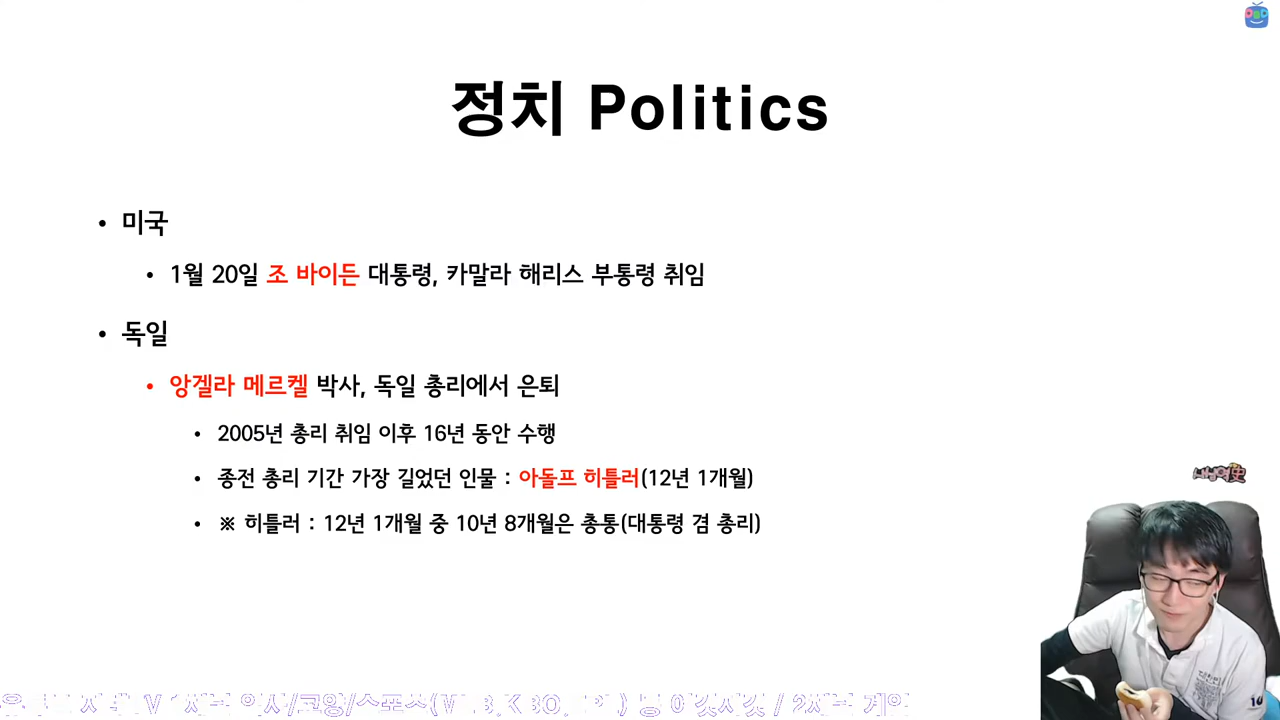 정치 Politics
• 미국
• 1월 20일 조 바이든 대통령, 카말라 해리스 부통령 취임
• 독일
• 앙겔라 메르켈 박사, 독일 총리에서 은퇴
• 2005년 총리 취임 이후 16년 동안 수행
• 종전 총리 기간 가장 길었던 인물 : 아돌프 히틀러(12년 1개월)
• ※ 히틀러 : 12년 1개월 중 10년 8개월은 총통(대통령 겸 총리)